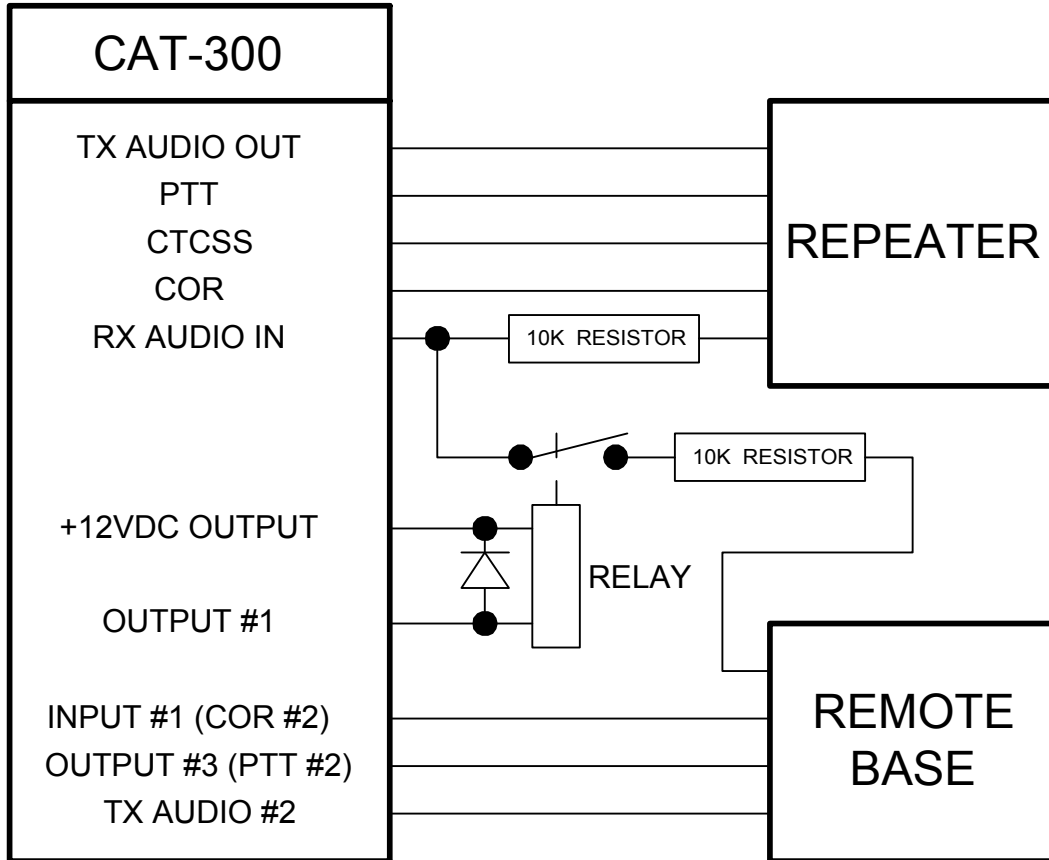 CAT-300
TX AUDIO OUT
PTT
CTCSS
COR
RX AUDIO IN
10K RESISTOR
REPEATER
10K RESISTOR
+12VDC OUTPUT
RELAY
OUTPUT #1
INPUT #1 (COR #2)
OUTPUT #3 (PTT #2)
TX AUDIO #2
REMOTE
BASE